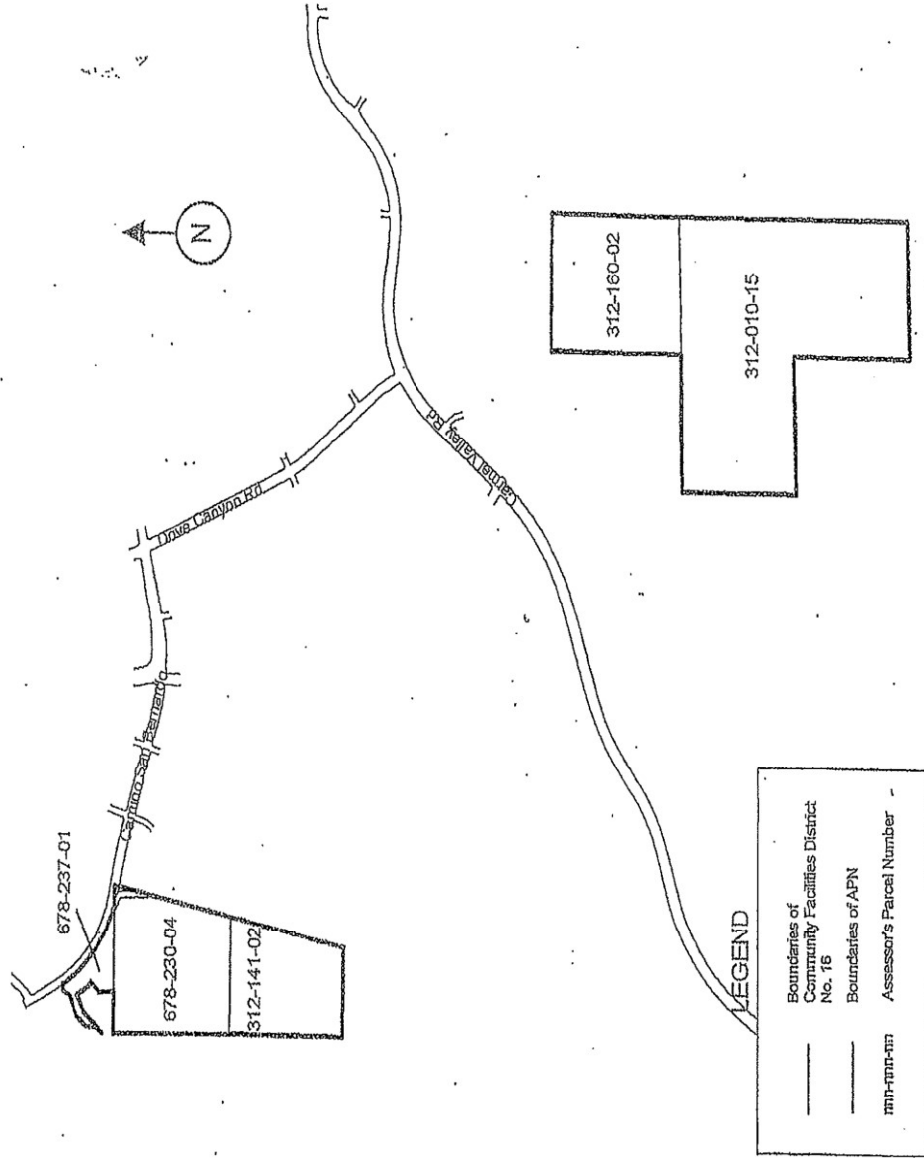 N
678-237-01
Camino San Bernardo
Dove Canyon Rd
678-230-04
312-141-02
Carmel Valley Rd
312-160-02
312-010-15
LEGEND
Boundaries of
Community Facilities District
No. 16
Boundaries of APN
nnn-nnn-nn Assessor's Parcel Number